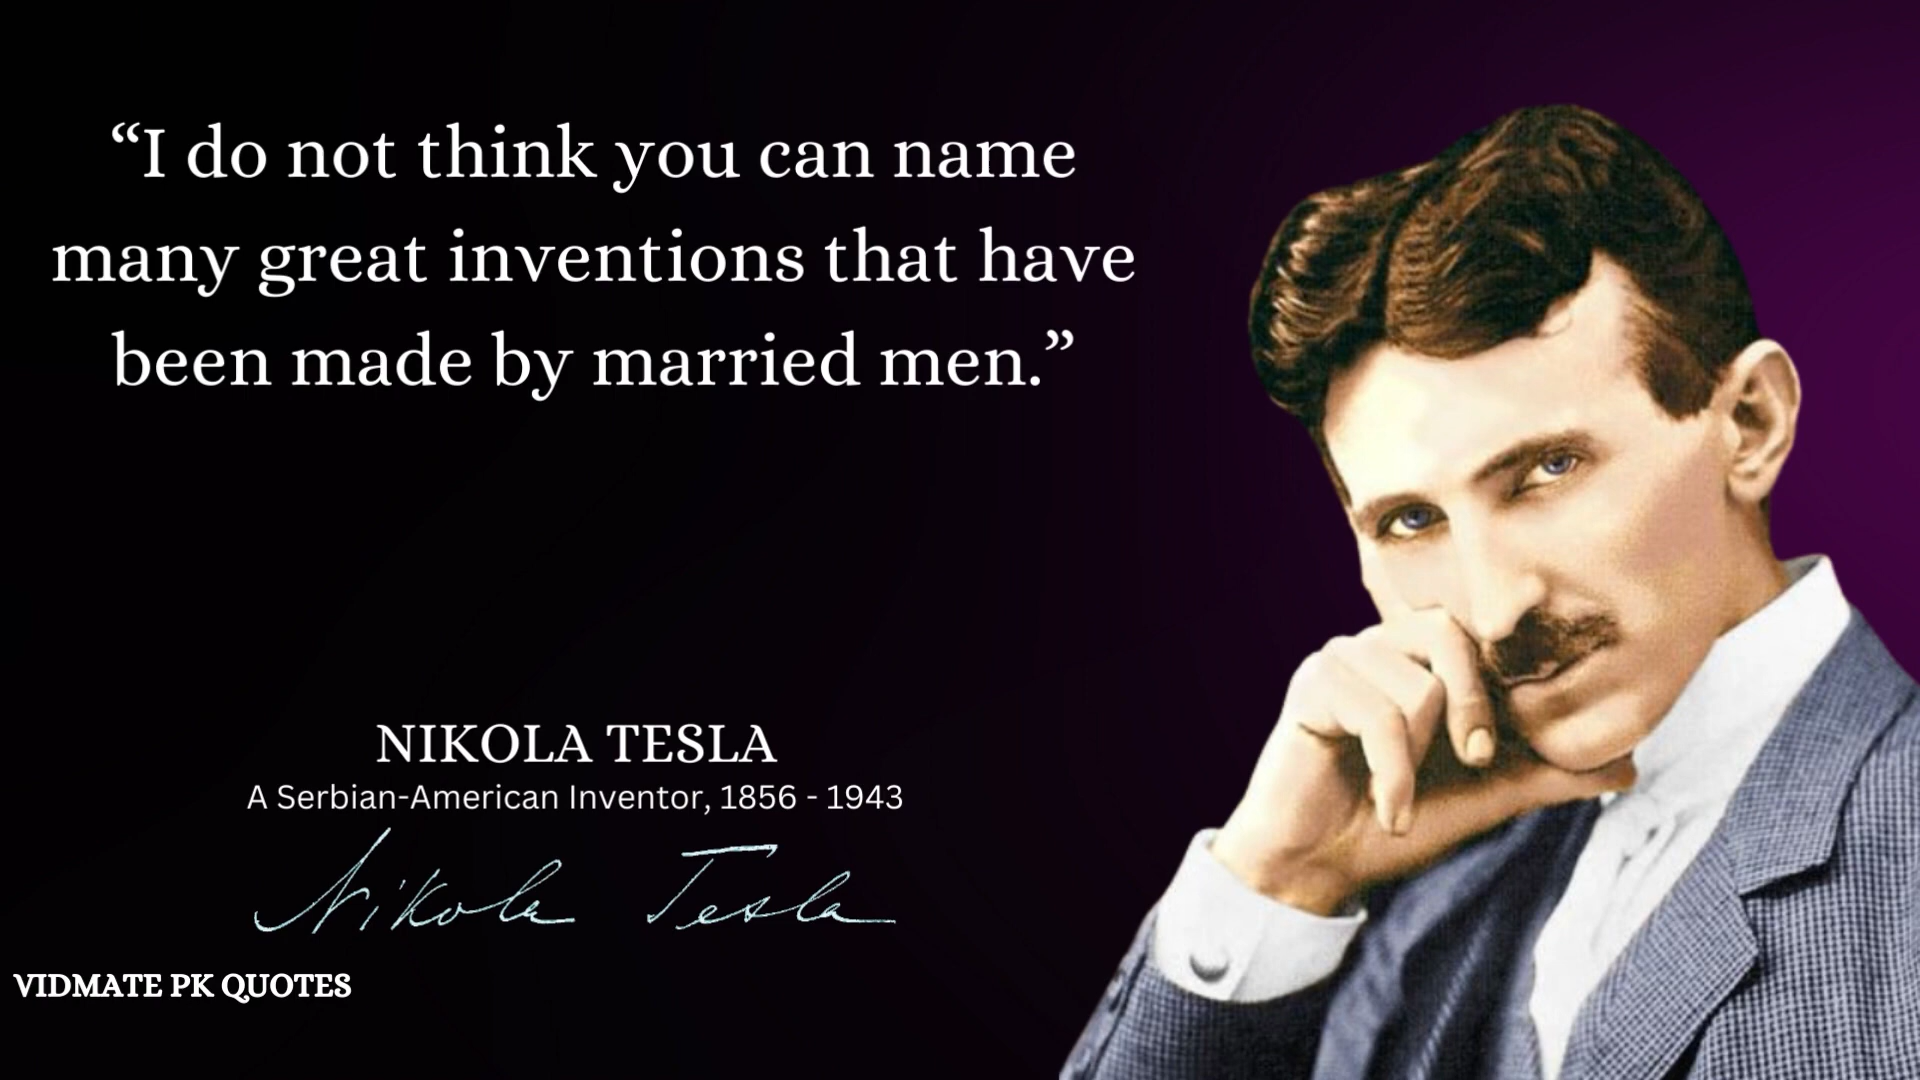 “I do not think you can name
many great inventions that have
been made by married men.”
NIKOLA TESLA
A Serbian-American Inventor, 1856 - 1943
Nikola Tesla
VIDMATE PK QUOTES